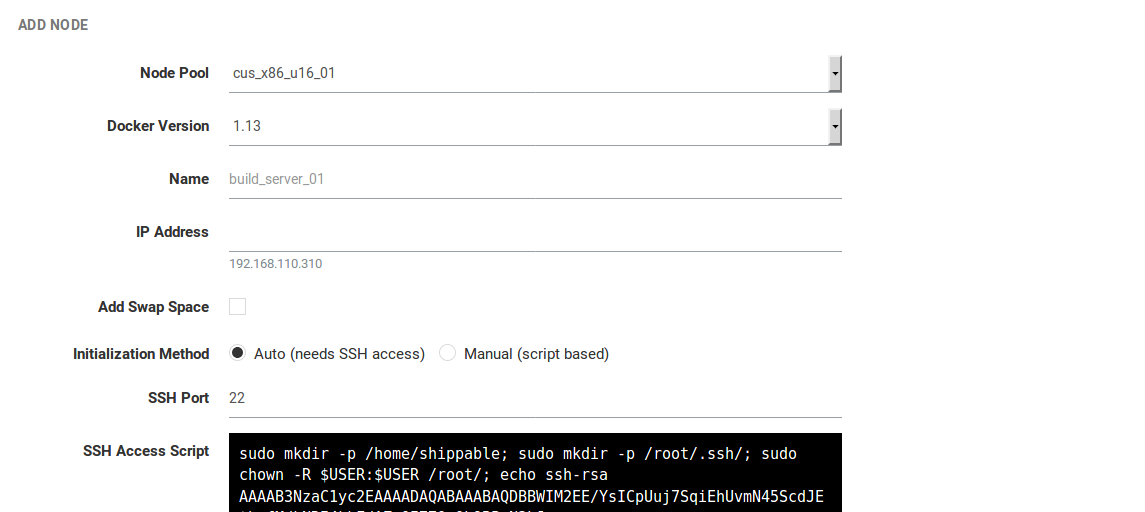 ADD NODE
Node Pool cus_x86_u16_01
Docker Version 1.13
Name build_server_01
IP Address
192.168.110.310
Add Swap Space
Initialization Method Auto (needs SSH access) Manual (script based)
SSH Port 22
SSH Access Script sudo mkdir -p /home/shippable; sudo mkdir -p /root/.ssh/; sudo
chown -R $USER:$USER /root/; echo ssh-rsa
AAAAB3NzaC1yc2EAAAADAQABAAABAQDBBWIM2EE/YsICpUuj7SqiEhUvmN45ScdJE